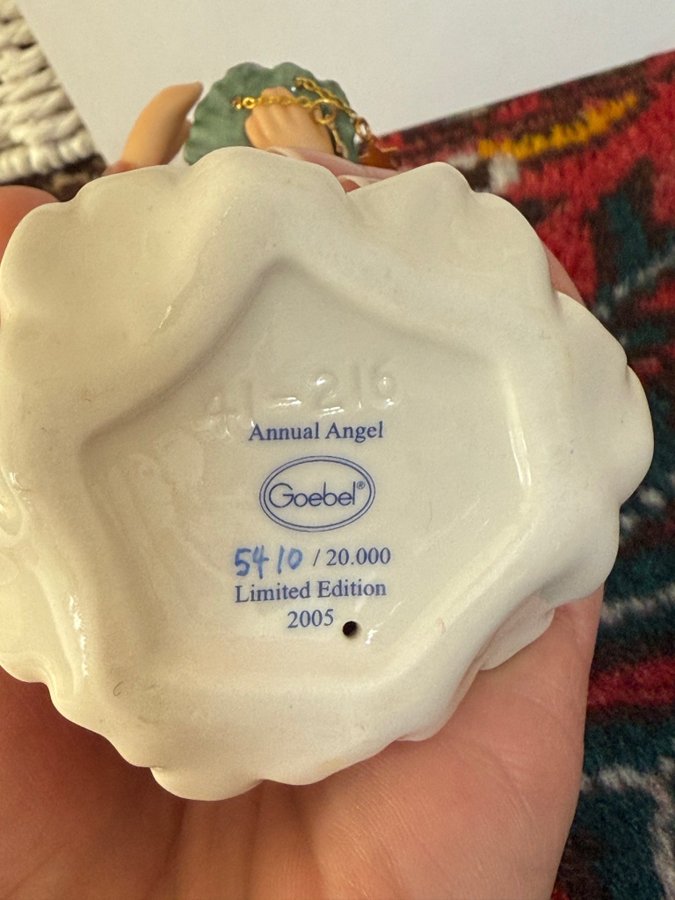 41-216
Annual Angel
Goebel®
5410 / 20.000
Limited Edition
2005